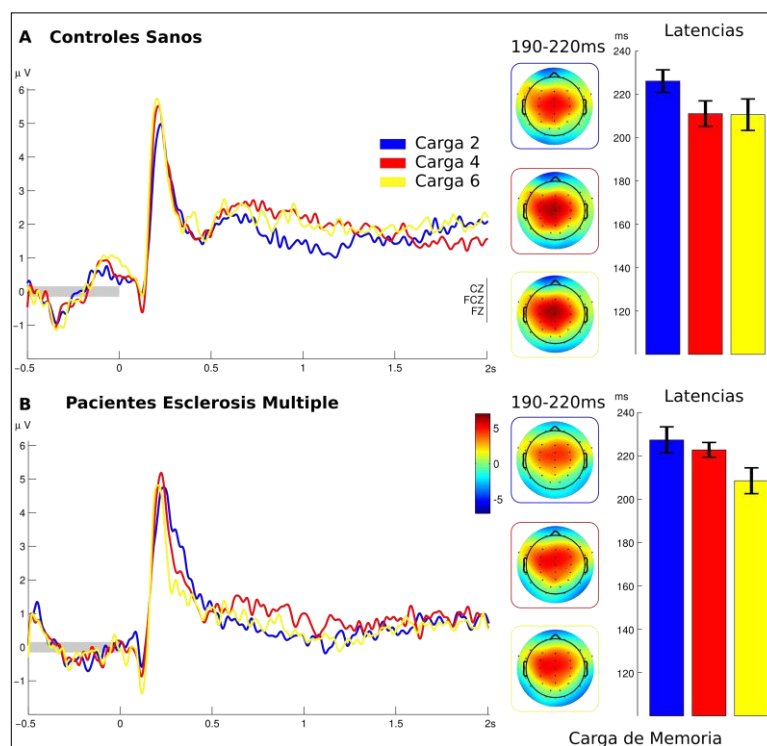 A Controles Sanos
µ V
6
5
4
3
2
1
0
−1
−0.5 0 0.5 1 1.5 2s
Carga 2
Carga 4
Carga 6
CZ
FCZ
FZ
190-220ms
Latencias
ms
240
220
200
180
160
140
120
B Pacientes Esclerosis Multiple
µ V
6
5
4
3
2
1
0
−1
−0.5 0 0.5 1 1.5 2s
5
0
-5
190-220ms
Latencias
ms
240
220
200
180
160
140
120
Carga de Memoria